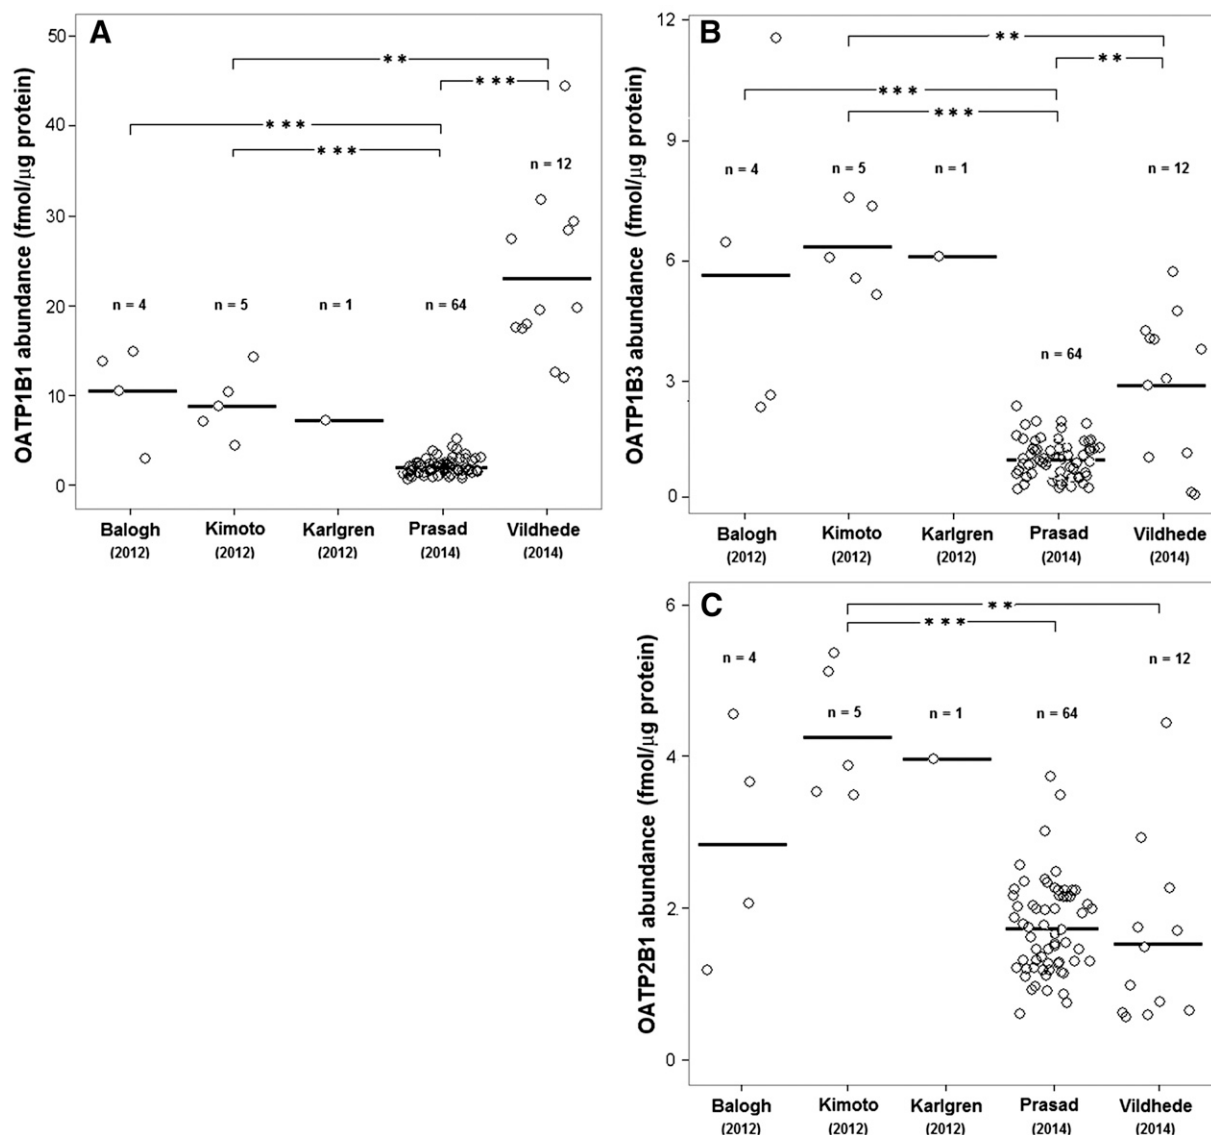 A
OATP1B1 abundance (fmol/µg protein)
50
40
30
20
10
0
**
***
***
***
n = 12
n = 4
n = 5
n = 1
n = 64
Balogh Kimoto Karlgren Prasad Vildhede
(2012) (2012) (2012) (2014) (2014)
B
OATP1B3 abundance (fmol/µg protein)
12
9
6
3
0
**
**
***
***
n = 4
n = 5
n = 1
n = 12
n = 64
Balogh Kimoto Karlgren Prasad Vildhede
(2012) (2012) (2012) (2014) (2014)
C
OATP2B1 abundance (fmol/µg protein)
6
4
2
0
**
***
n = 4
n = 12
n = 5
n = 1
n = 64
Balogh Kimoto Karlgren Prasad Vildhede
(2012) (2012) (2012) (2014) (2014)